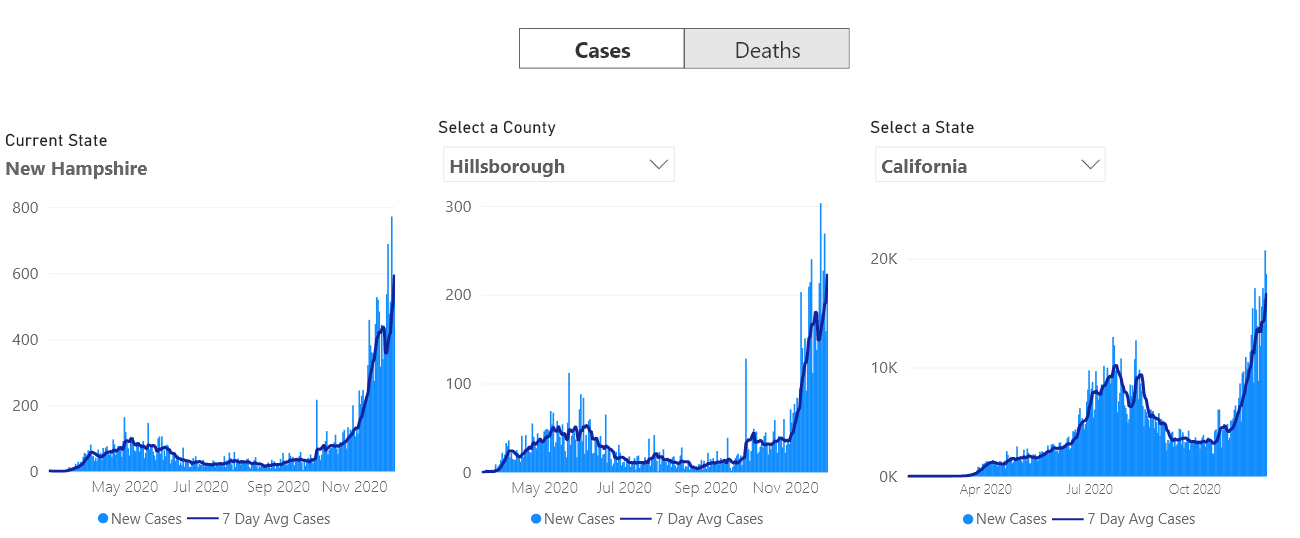 Cases Deaths
Current State
New Hampshire
800
600
400
200
0
May 2020 Jul 2020 Sep 2020 Nov 2020
New Cases 7 Day Avg Cases
Select a County
Hillsborough
300
200
100
0
May 2020 Jul 2020 Sep 2020 Nov 2020
New Cases 7 Day Avg Cases
Select a State
California
20K
10K
0K
Apr 2020 Jul 2020 Oct 2020
New Cases 7 Day Avg Cases